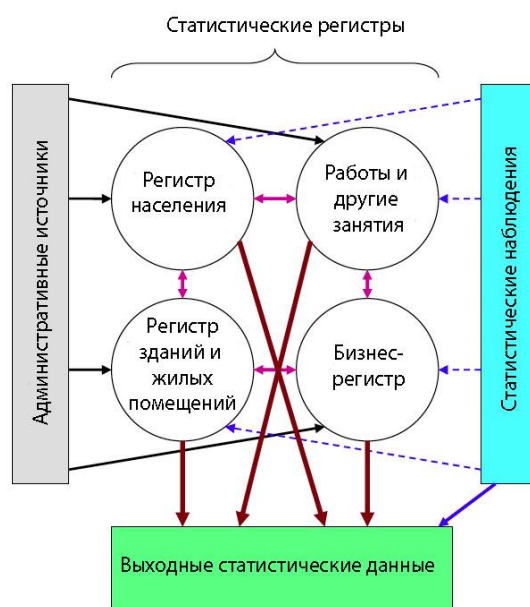 Статистические регистры
Административные источники
Регистр
населения
Работы и
другие
занятия
Регистр
зданий и
жилых
помещений
Бизнес-
регистр
Статистические наблюдения
Выходные статистические данные